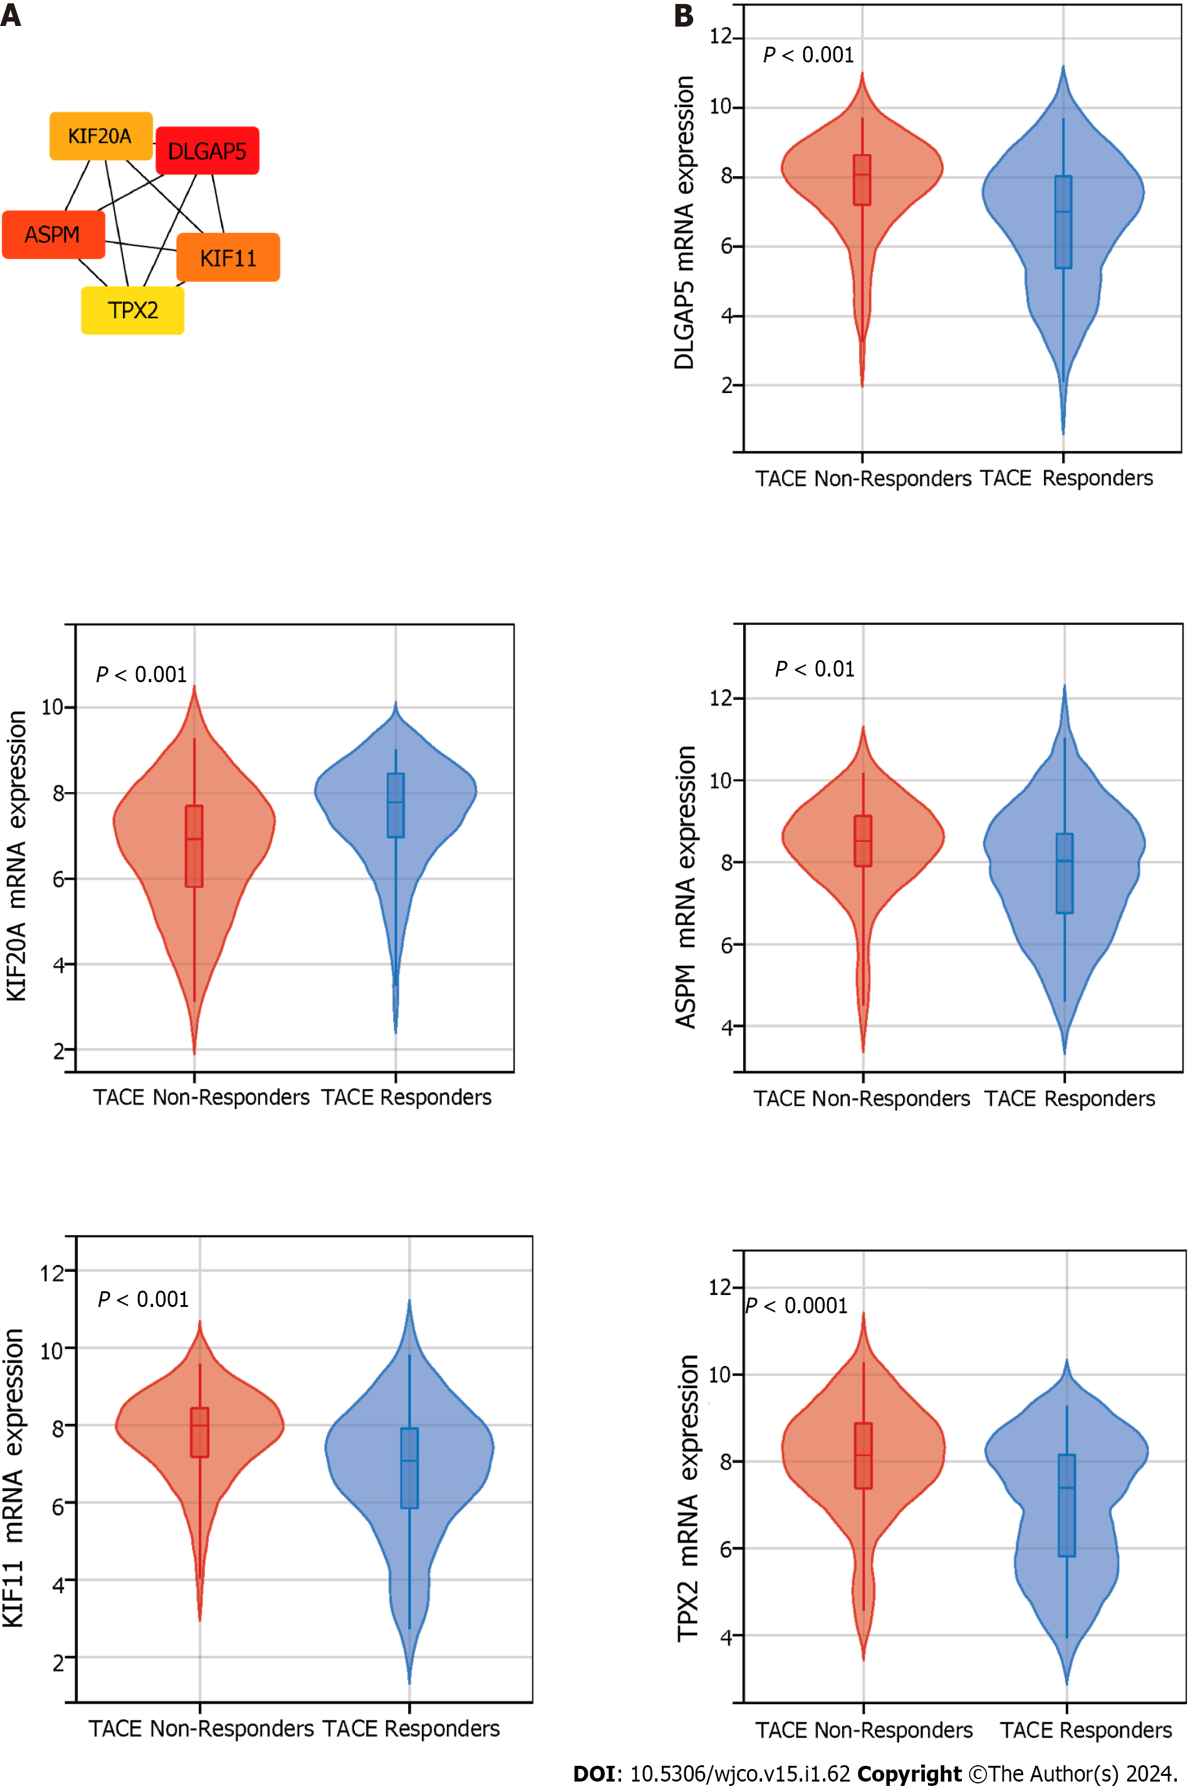 A
KIF20A
DLGAP5
ASPM
KIF11
TPX2
B
12
10
8
6
4
2
P < 0.001
DLGAP5 mRNA expression
TACE Non-Responders TACE Responders
10
8
6
4
2
P < 0.001
KIF20A mRNA expression
TACE Non-Responders TACE Responders
12
10
8
6
4
P < 0.01
ASPM mRNA expression
TACE Non-Responders TACE Responders
12
10
8
6
4
2
P < 0.001
KIF11 mRNA expression
TACE Non-Responders TACE Responders
12
10
8
6
4
P < 0.0001
TPX2 mRNA expression
TACE Non-Responders TACE Responders
DOI: 10.5306/wjco.v15.i1.62 Copyright ©The Author(s) 2024.